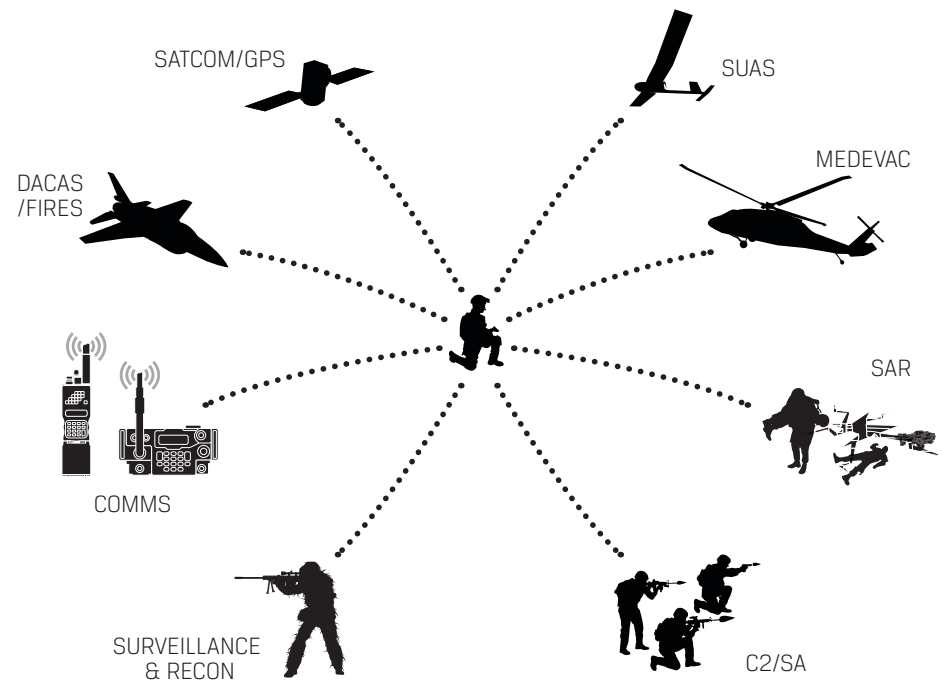 SATCOM/GPS
SUAS
MEDEVAC
DACAS
/FIRES
SAR
COMMS
SURVEILLANCE
& RECON
C2/SA